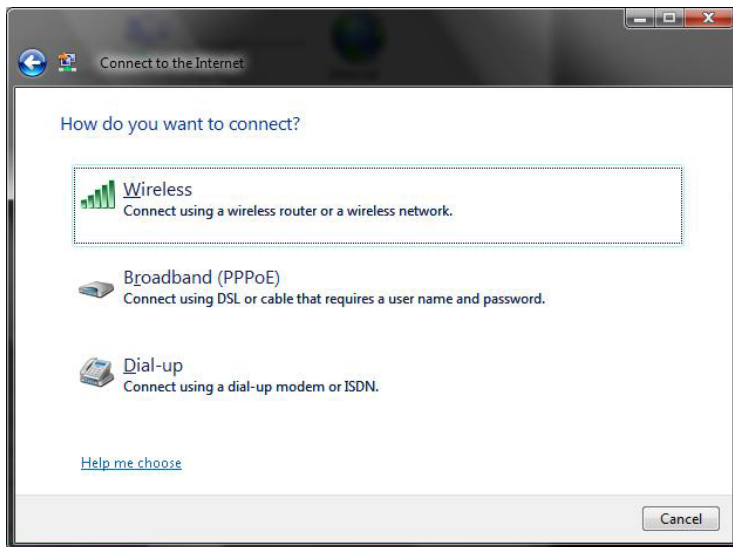 Connect to the Internet
How do you want to connect?
Wireless
Connect using a wireless router or a wireless network.
Broadband (PPPoE)
Connect using DSL or cable that requires a user name and password.
Dial-up
Connect using a dial-up modem or ISDN.
Help me choose
Cancel